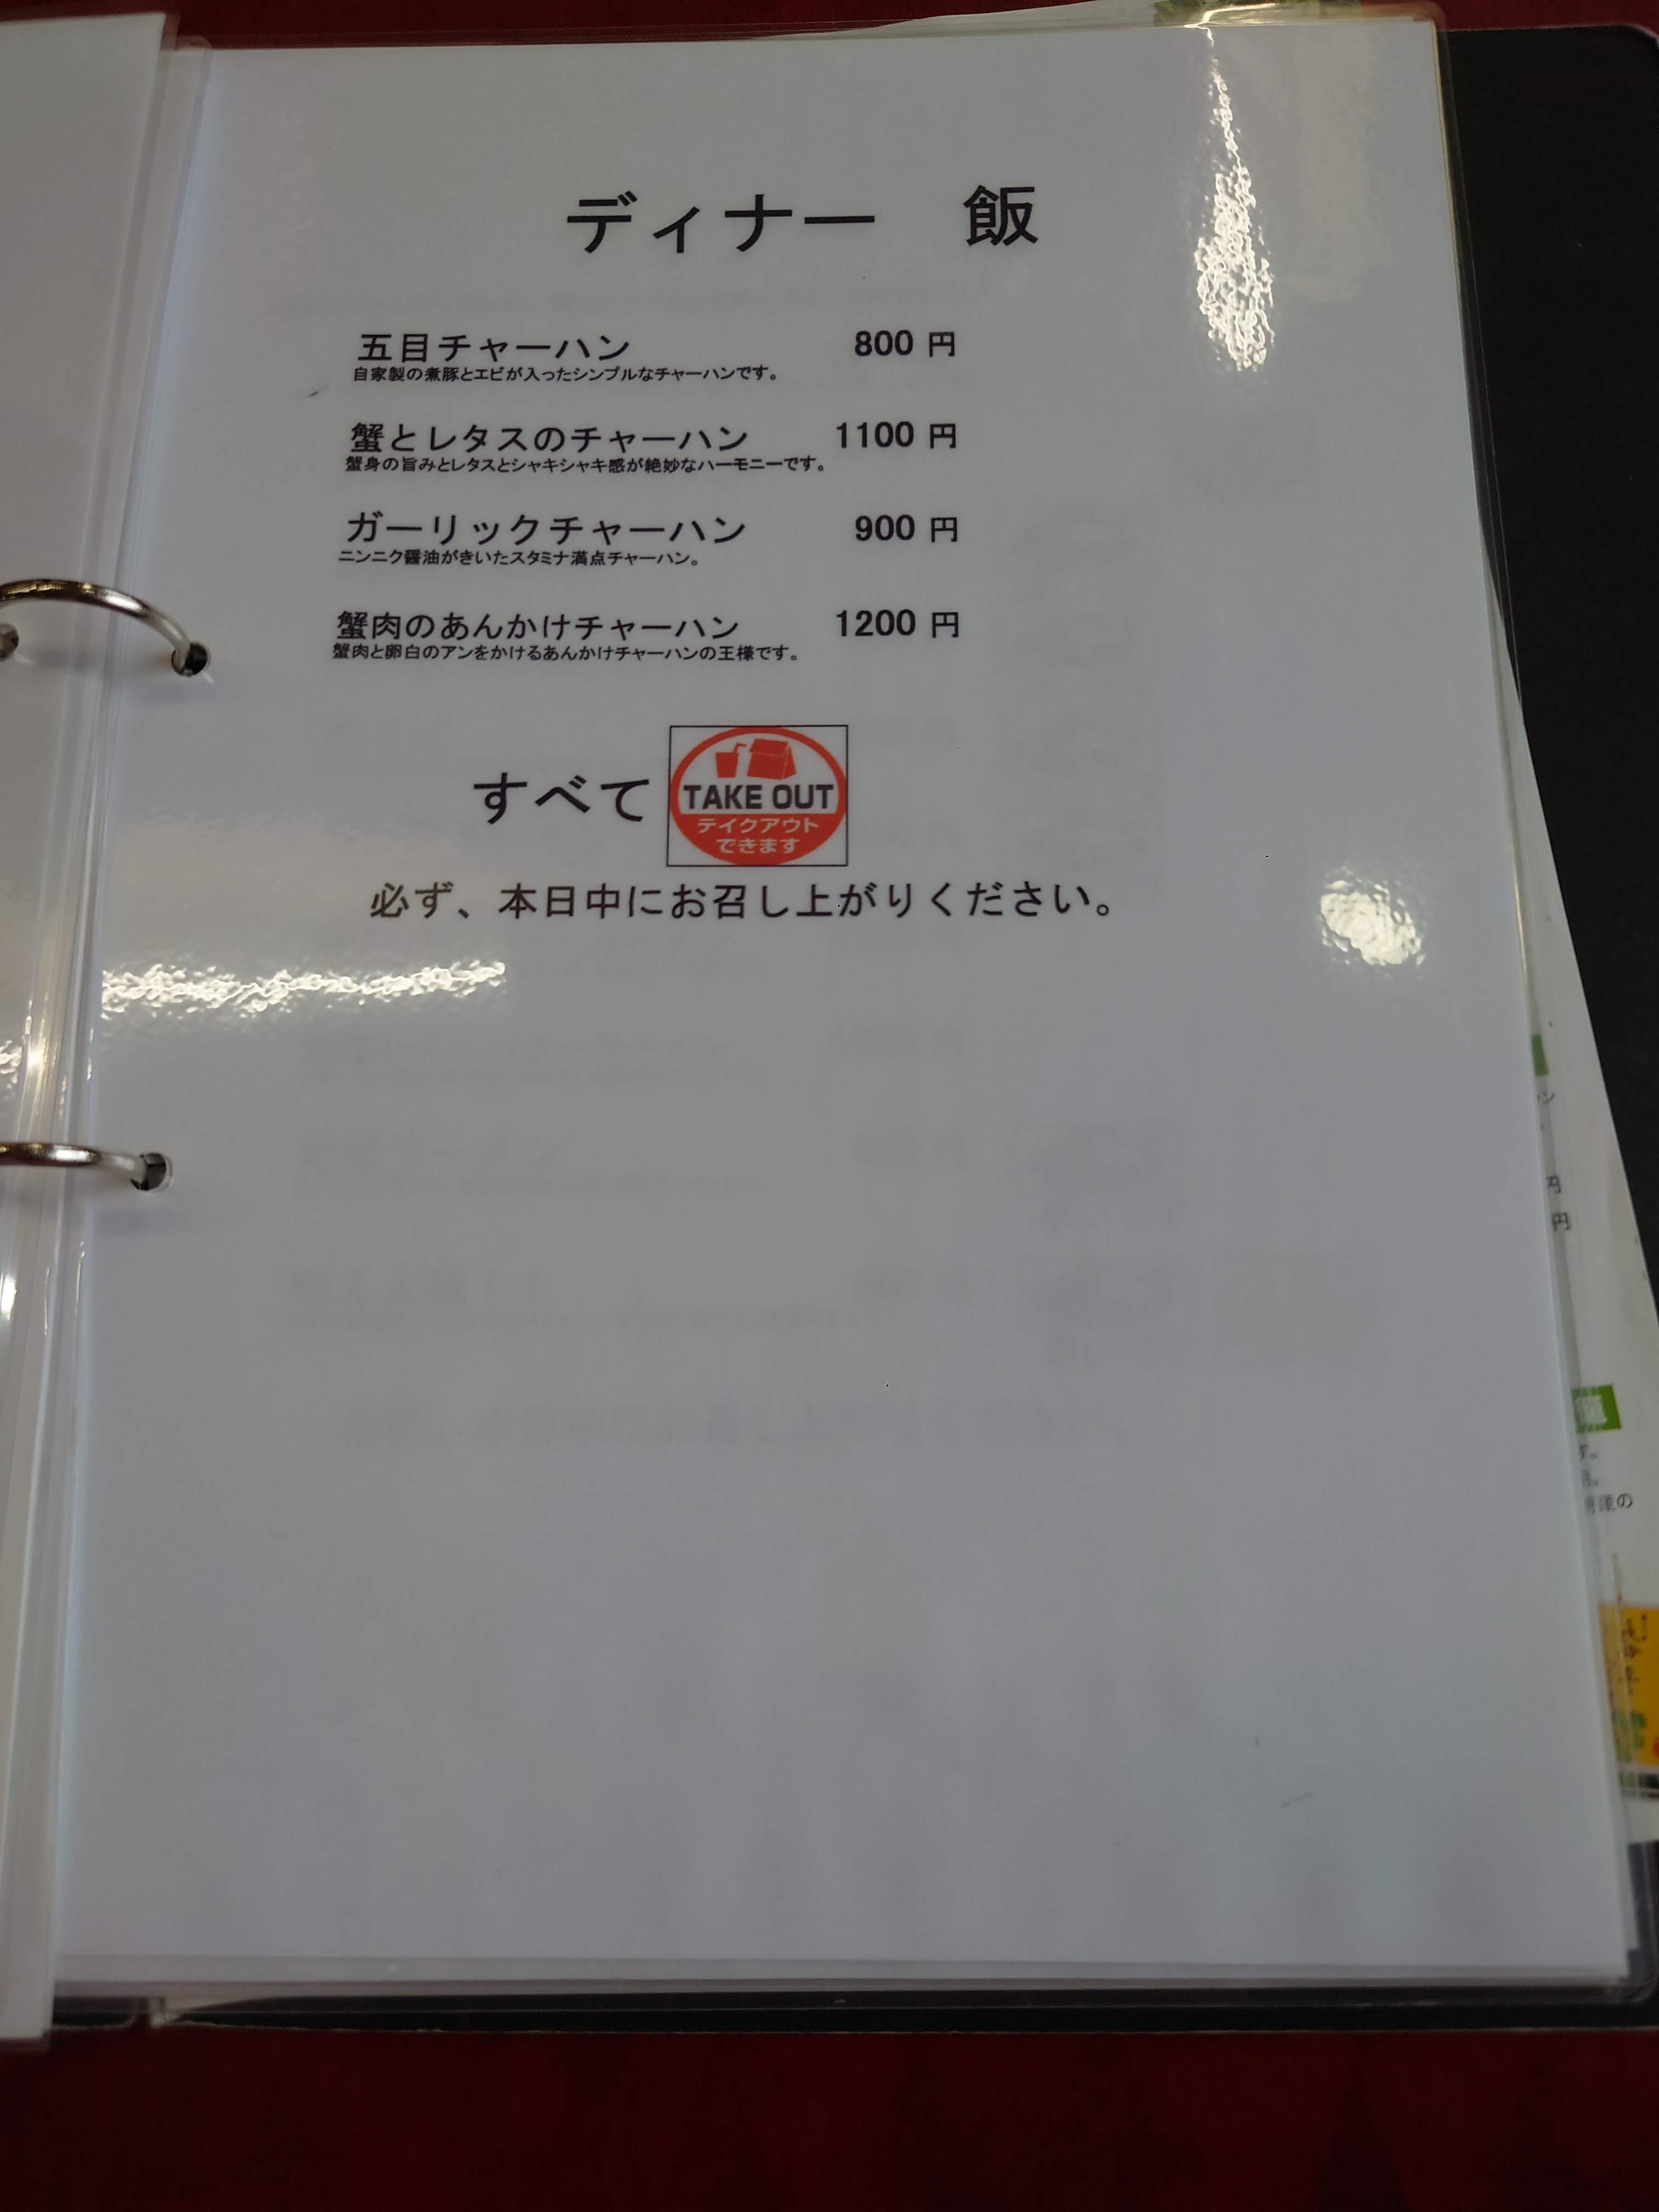 ディナー　飯
五目チャーハン 800 円
自家製の煮豚とエビが入ったシンプルなチャーハンです。
蟹とレタスのチャーハン 1100 円
蟹身の旨みとレタスとシャキシャキ感が絶妙なハーモニーです。
ガーリックチャーハン 900 円
ニンニク醤油がきいたスタミナ満点チャーハン。
蟹肉のあんかけチャーハン 1200 円
蟹肉と卵白のアンをかけるあんかけチャーハンの王様です。
すべて
TAKE OUT
テイクアウト
できます
必ず、本日中にお召し上がりください。
ン
円
円